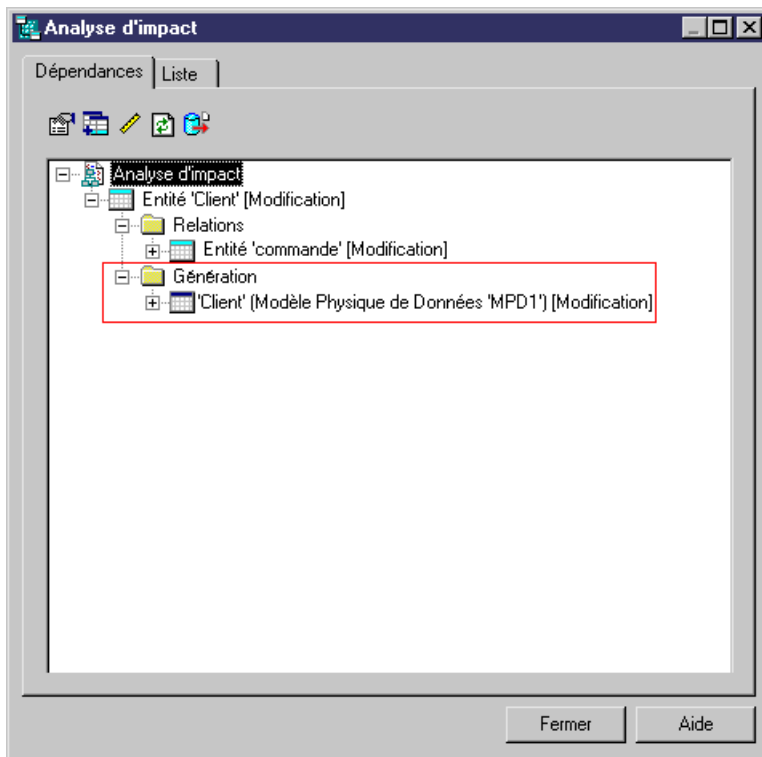 Analyse d'impact
Dépendances Liste
Analyse d'impact
Entité 'Client' [Modification]
Relations
Entité 'commande' [Modification]
Génération
'Client' (Modèle Physique de Données 'MPD1') [Modification]
Fermer Aide